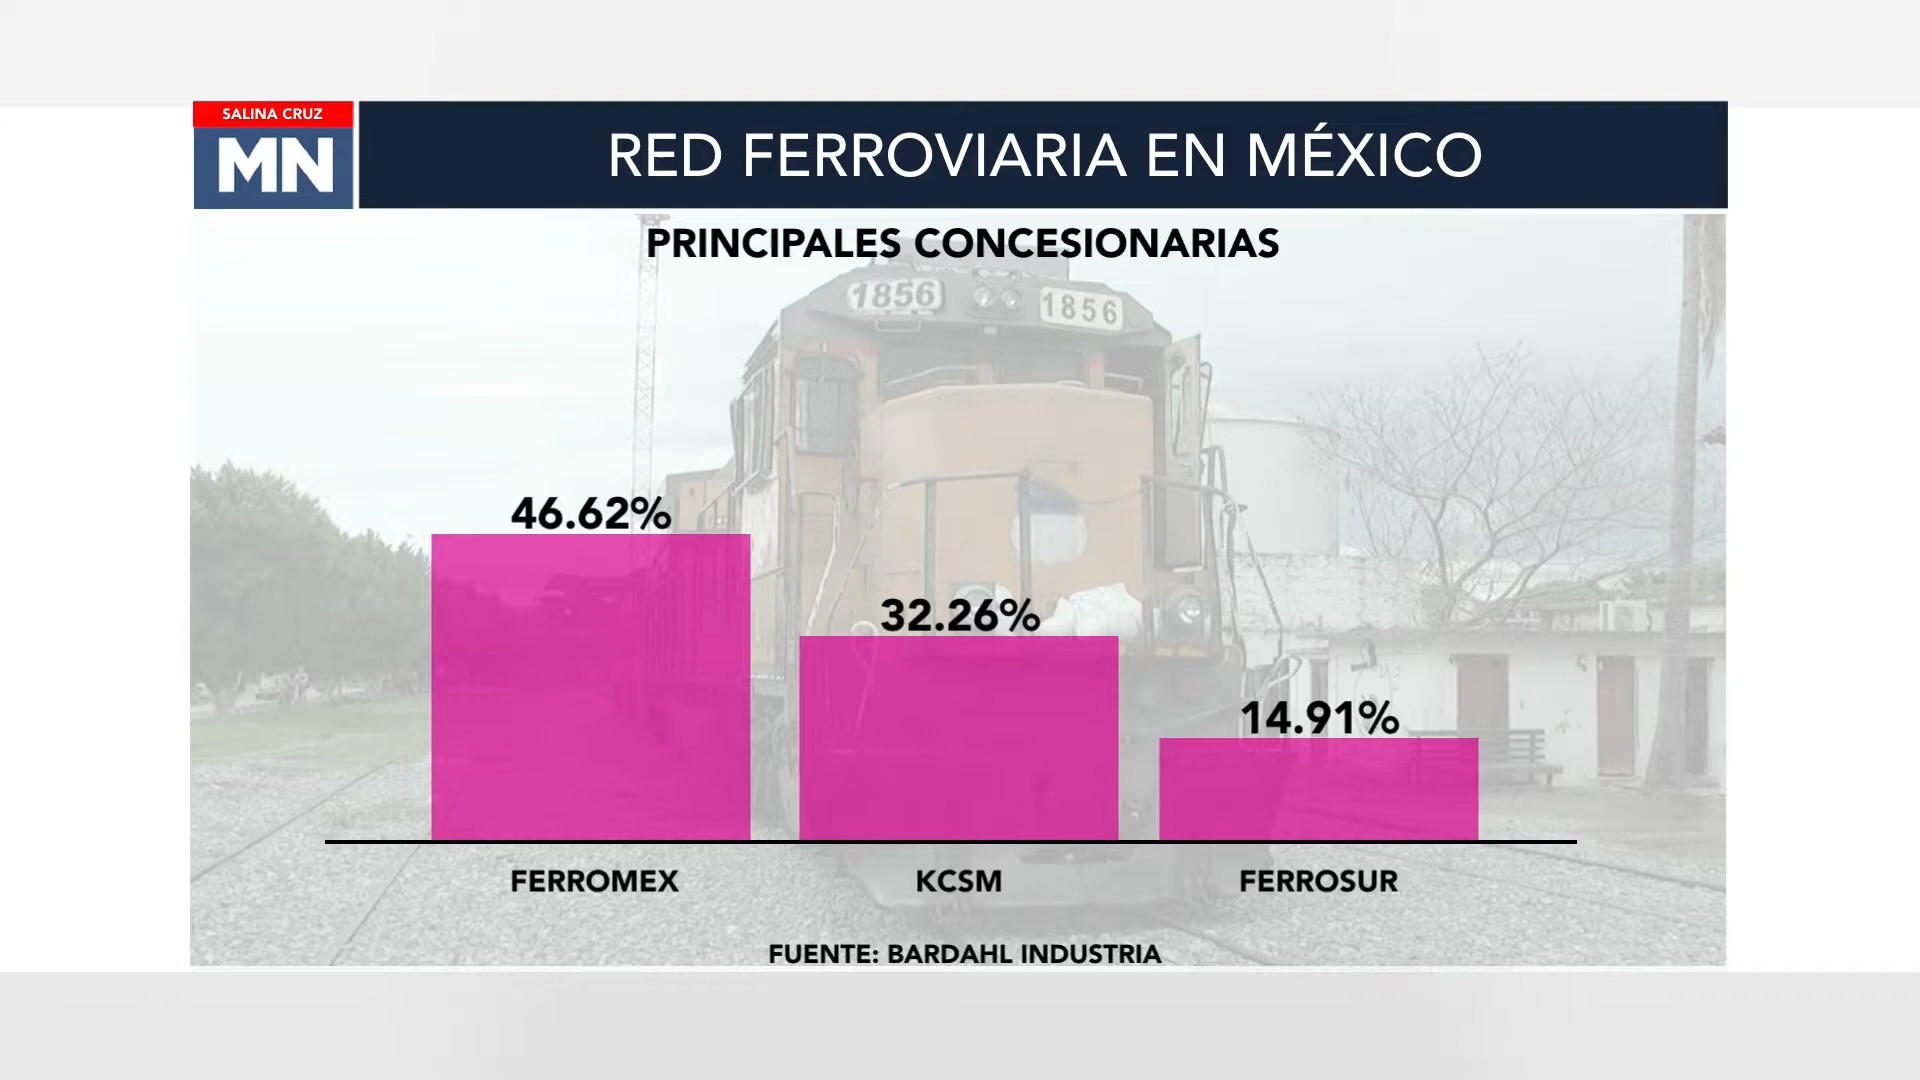 SALINA CRUZ
MN
RED FERROVIARIA EN MÉXICO
PRINCIPALES CONCESIONARIAS
1856
1856
46.62%
32.26%
14.91%
FERROMEX
KCSM
FERROSUR
FUENTE: BARDAHL INDUSTRIA